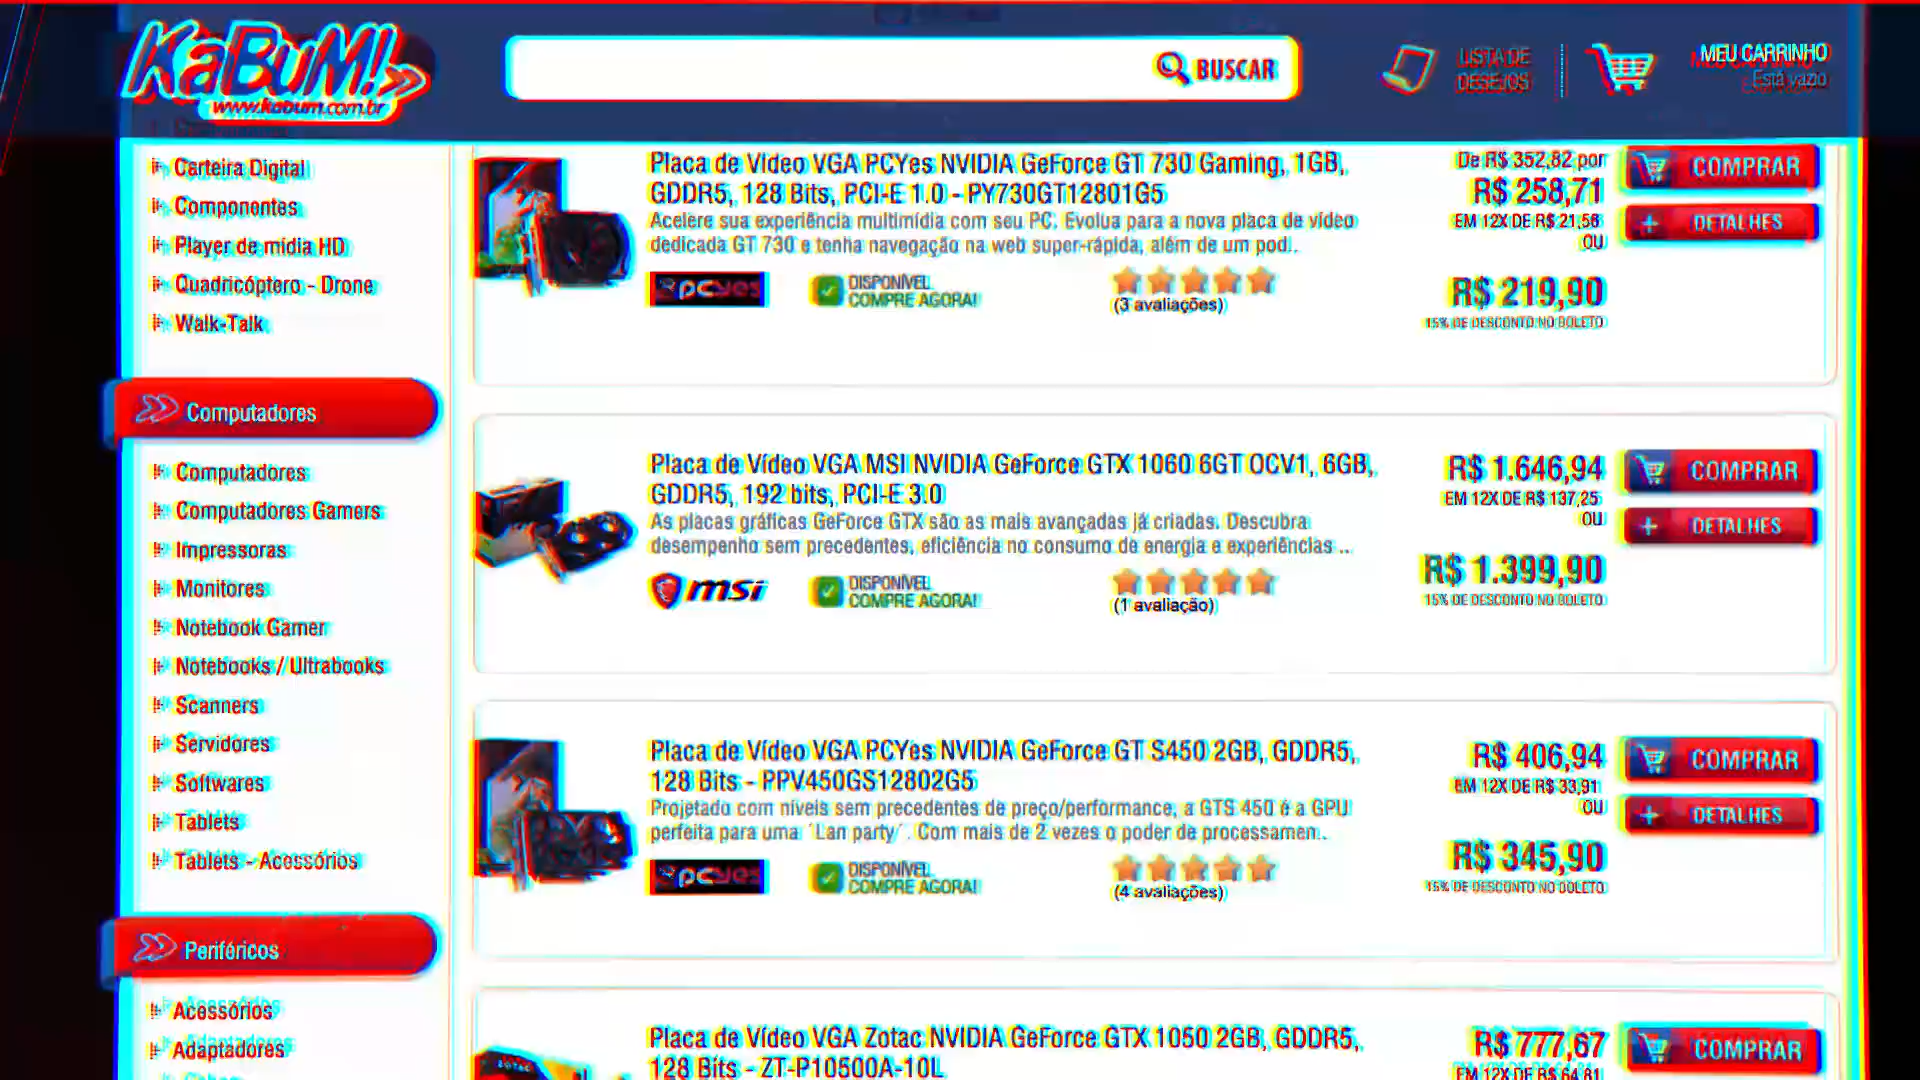 KaBuM!
www.kabum.com.br
BUSCAR
LISTA DE
DESEJOS
MEU CARRINHO
Está vazio
Carteira Digital
Componentes
Player de mídia HD
Quadricóptero - Drone
Walk-Talk
Computadores
Computadores
Computadores Gamers
Impressoras
Monitores
Notebook Gamer
Notebooks / Ultrabooks
Scanners
Servidores
Softwares
Tablets
Tablets - Acessórios
Periféricos
Acessórios
Adaptadores
Placa de Vídeo VGA PCYes NVIDIA GeForce GT 730 Gaming, 1GB,
GDDR5, 128 Bits, PCI-E 1.0 - PY730GT12801G5
Acelere sua experiência multimídia com seu PC. Evolua para a nova placa de vídeo
dedicada GT 730 e tenha navegação na web super-rápida, além de um pod..
pcyes
DISPONÍVEL
COMPRE AGORA!
(3 avaliações)
De R$ 352,82 por
R$ 258,71
EM 12X DE R$ 21,56
OU
R$ 219,90
15% DE DESCONTO NO BOLETO
COMPRAR
+ DETALHES
Placa de Vídeo VGA MSI NVIDIA GeForce GTX 1060 6GT OCV1, 6GB,
GDDR5, 192 bits, PCI-E 3.0
As placas gráficas GeForce GTX são as mais avançadas já criadas. Descubra
desempenho sem precedentes, eficiência no consumo de energia e experiências ..
msi
DISPONÍVEL
COMPRE AGORA!
(1 avaliação)
R$ 1.646,94
EM 12X DE R$ 137,25
OU
R$ 1.399,90
15% DE DESCONTO NO BOLETO
COMPRAR
+ DETALHES
Placa de Vídeo VGA PCYes NVIDIA GeForce GT S450 2GB, GDDR5,
128 Bits - PPV450GS12802G5
Projetado com níveis sem precedentes de preço/performance, a GTS 450 é a GPU
perfeita para uma ´Lan party´. Com mais de 2 vezes o poder de processamen..
pcyes
DISPONÍVEL
COMPRE AGORA!
(4 avaliações)
R$ 406,94
EM 12X DE R$ 33,91
OU
R$ 345,90
15% DE DESCONTO NO BOLETO
COMPRAR
+ DETALHES
Placa de Vídeo VGA Zotac NVIDIA GeForce GTX 1050 2GB, GDDR5,
128 Bits - ZT-P10500A-10L
ZOTAC
R$ 777,67
EM 12X DE R$ 64,81
COMPRAR